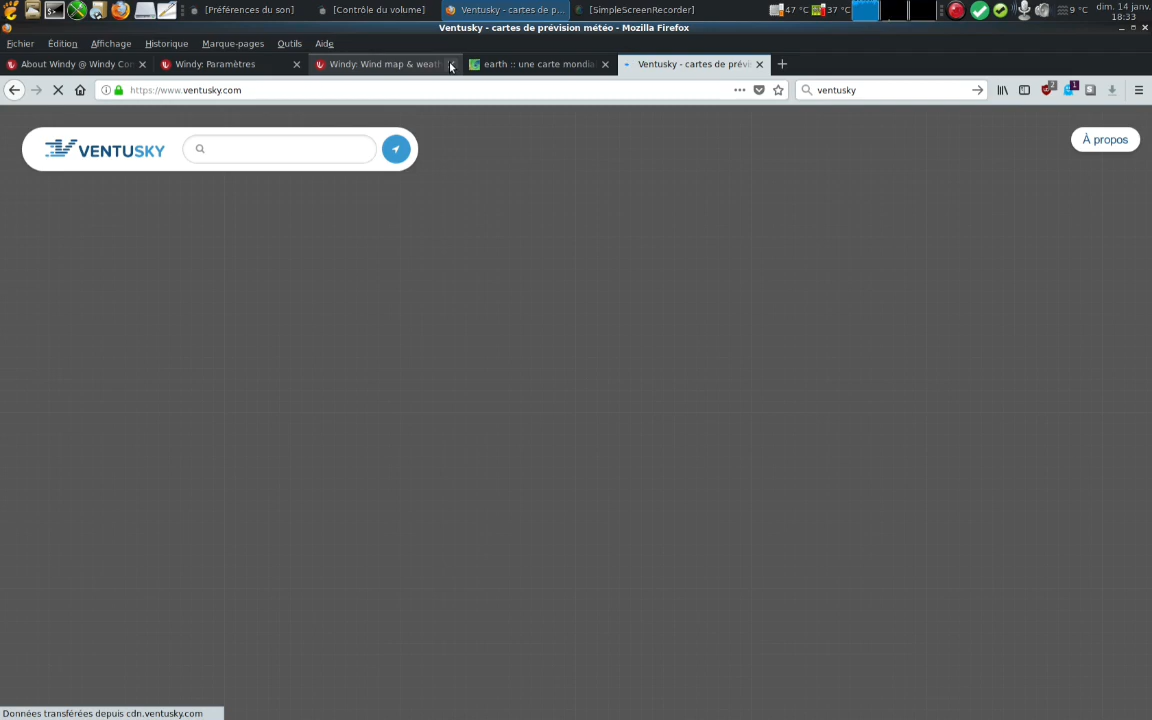 [Préférences du son] [Contrôle du volume] Ventusky - cartes de p... [SimpleScreenRecorder] 47 °C 37 °C 9 °C dim. 14 janv.
18:33
Ventusky - cartes de prévision météo - Mozilla Firefox
Fichier Édition Affichage Historique Marque-pages Outils Aide
About Windy @ Windy Co Windy: Paramètres Windy: Wind map & weat earth :: une carte mondia Ventusky - cartes de prévi
https://www.ventusky.com ventusky 2 1
VENTUSKY À propos
Données transférées depuis cdn.ventusky.com